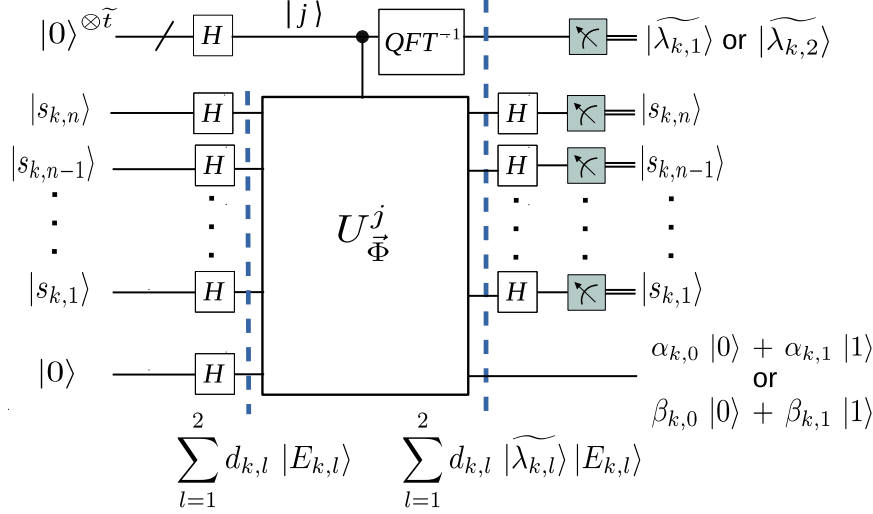 |0⟩^{⊗t̃} H |j⟩ QFT^{-1} |λ̃_{k,1}⟩ or |λ̃_{k,2}⟩
|s_{k,n}⟩ H H |s_{k,n}⟩
|s_{k,n−1}⟩ H H |s_{k,n−1}⟩
U^j_{Φ⃗}
|s_{k,1}⟩ H H |s_{k,1}⟩
α_{k,0} |0⟩ + α_{k,1} |1⟩
|0⟩ H or
β_{k,0} |0⟩ + β_{k,1} |1⟩
∑_{l=1}^{2} d_{k,l} |E_{k,l}⟩ ∑_{l=1}^{2} d_{k,l} |λ̃_{k,l}⟩ |E_{k,l}⟩